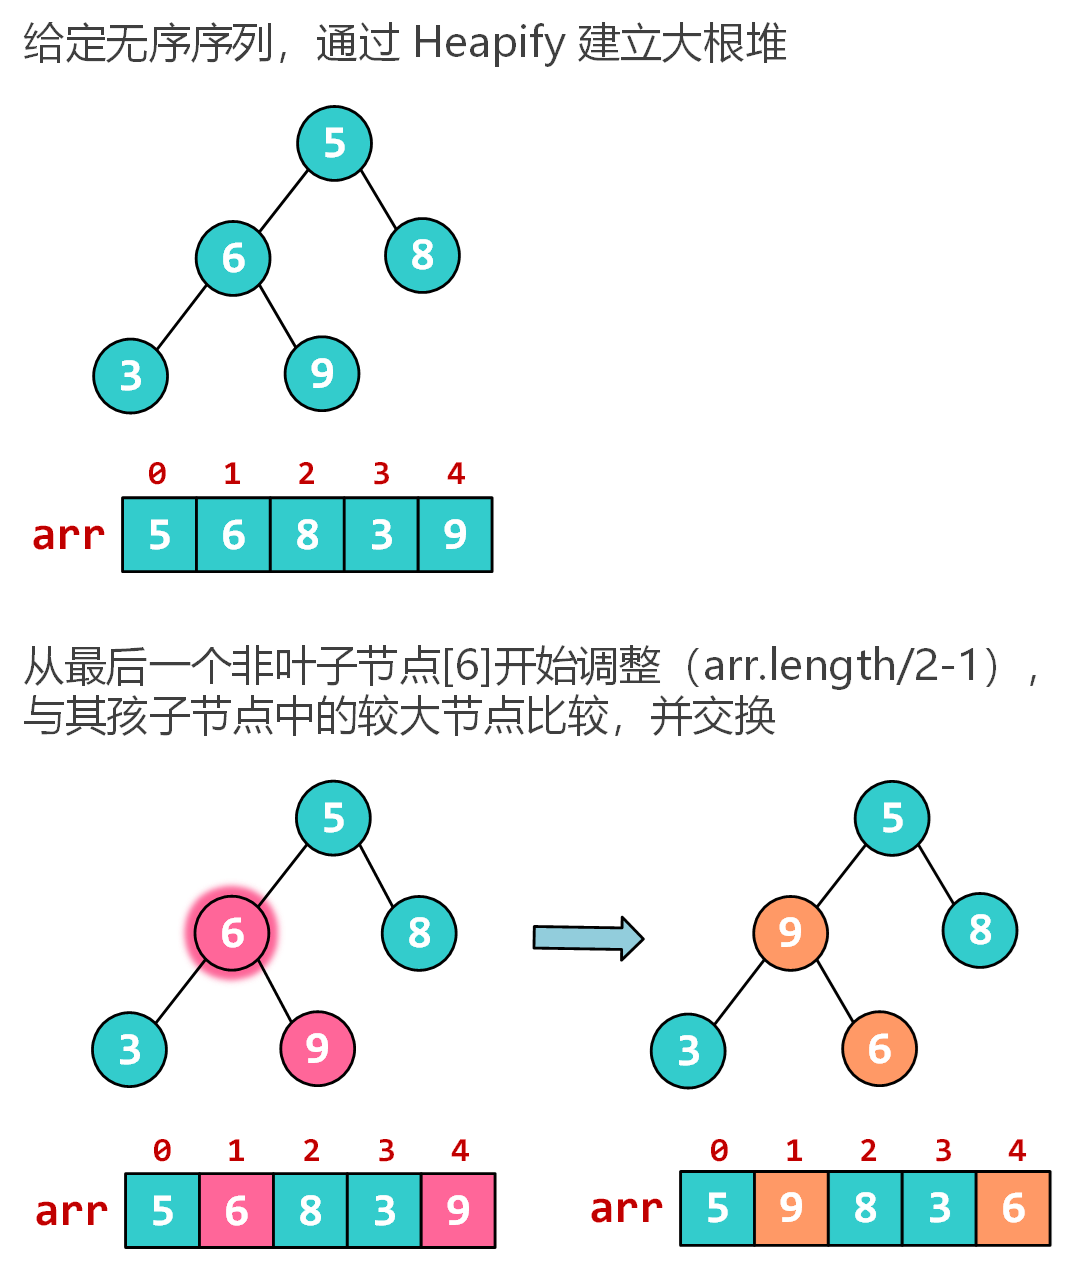 给定无序序列，通过 Heapify 建立大根堆
5
6 8
3 9
0 1 2 3 4
arr 5 6 8 3 9
从最后一个非叶子节点[6]开始调整（arr.length/2-1），
与其孩子节点中的较大节点比较，并交换
5 5
6 8 9 8
3 9 3 6
0 1 2 3 4 0 1 2 3 4
arr 5 6 8 3 9 arr 5 9 8 3 6